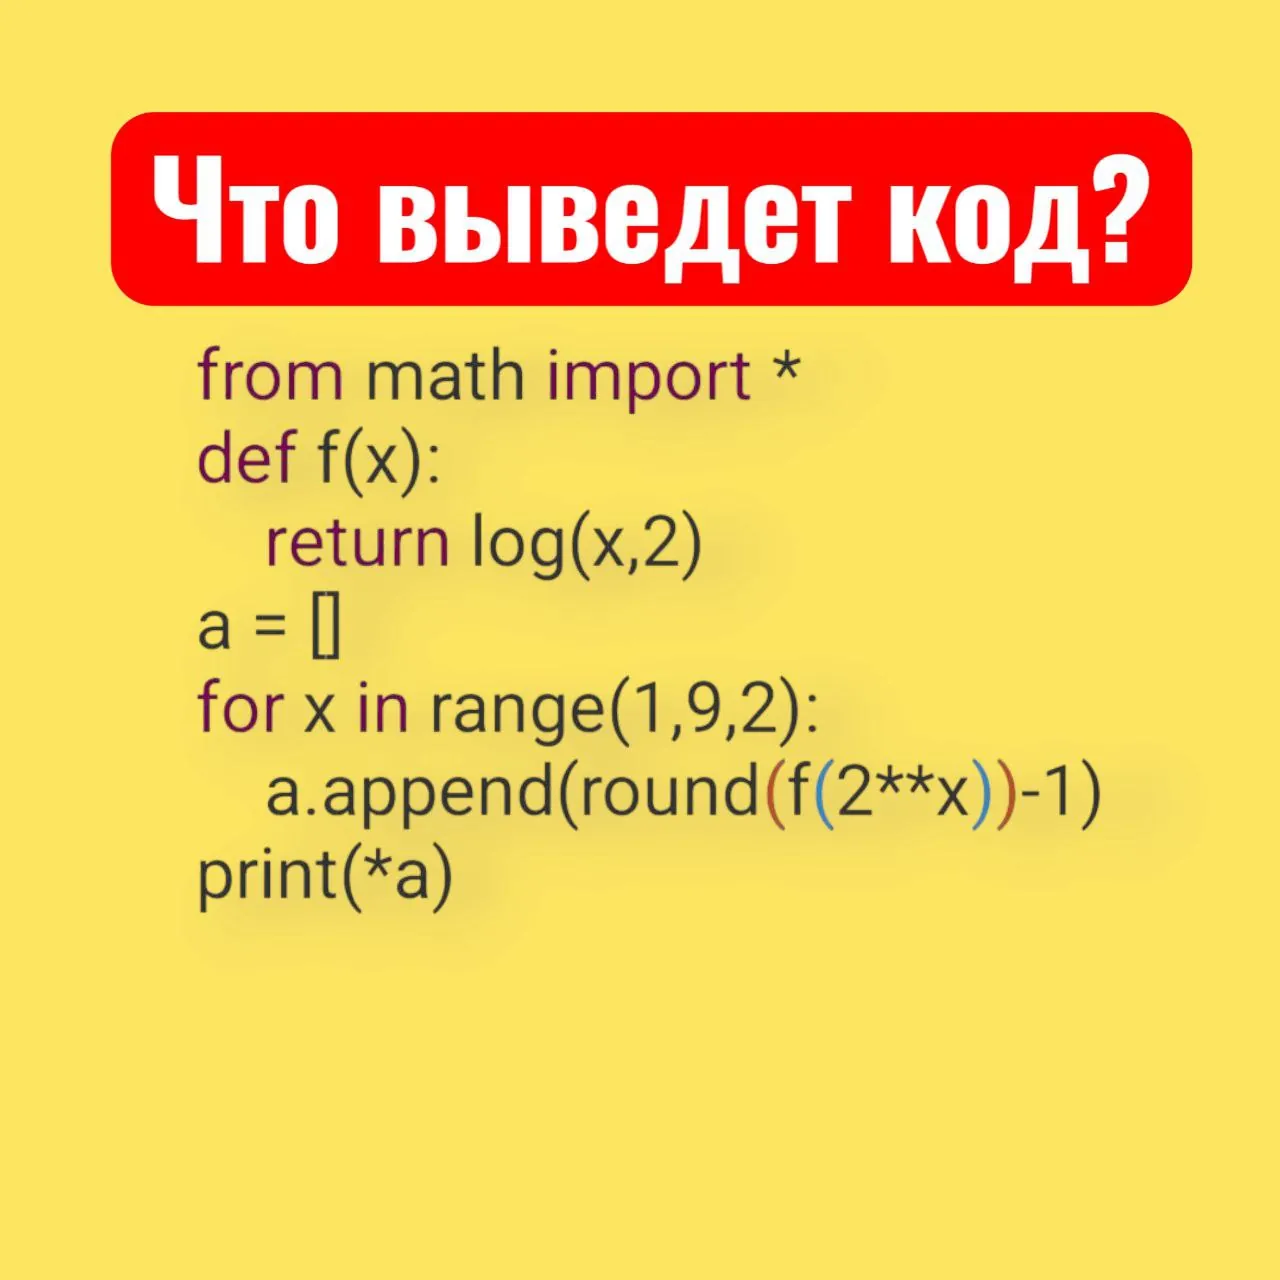 Что выведет код?
from math import *
def f(x):
    return log(x,2)
a = []
for x in range(1,9,2):
    a.append(round(f(2**x))-1)
print(*a)